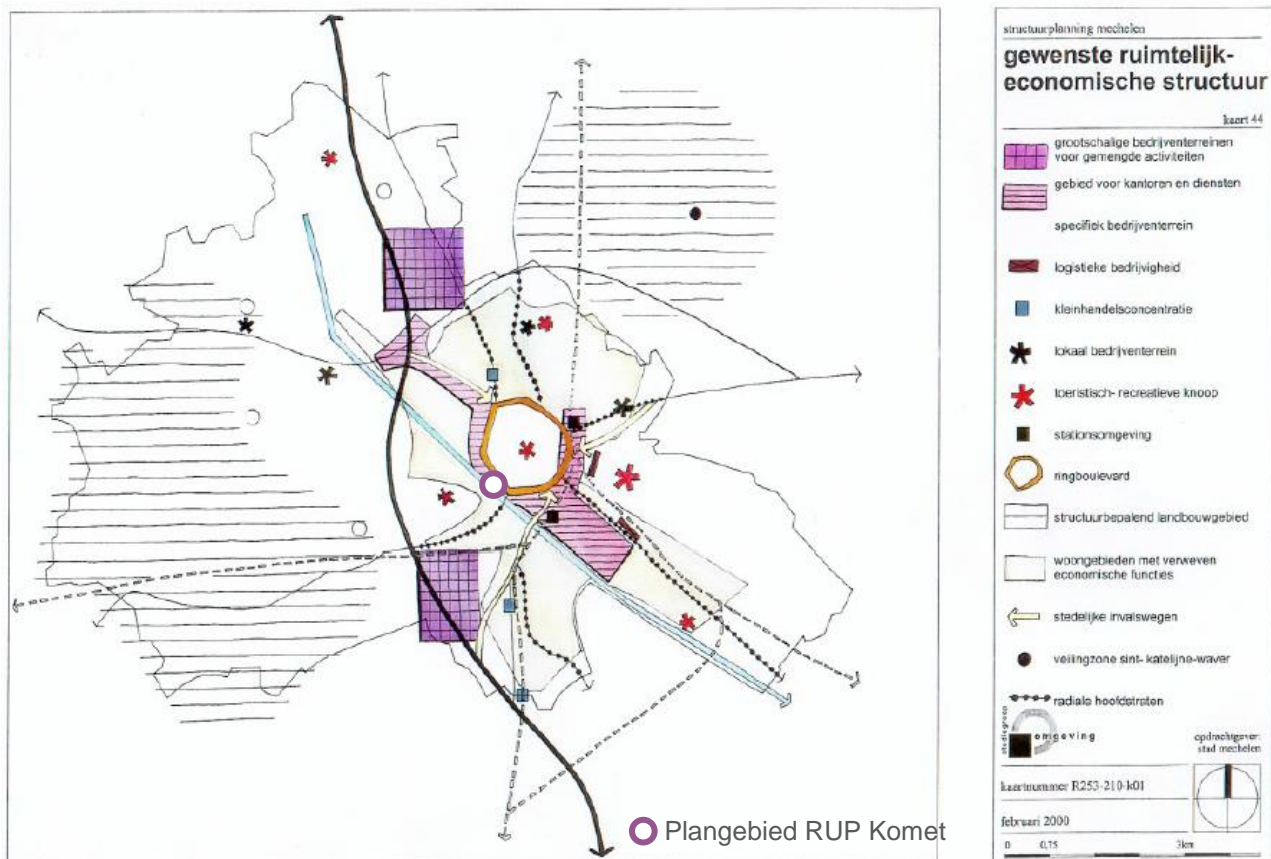 structuurplanning mechelen
gewenste ruimtelijk-
economische structuur
kaart 44
grootschalige bedrijventerreinen
voor gemengde activiteiten
gebied voor kantoren en diensten
specifiek bedrijventerrein
logistieke bedrijvigheid
kleinhandelsconcentratie
lokaal bedrijventerrein
toeristisch- recreatieve knoop
stationsomgeving
ringboulevard
structuurbepalend landbouwgebied
woongebieden met verweven
economische functies
stedelijke invalswegen
veilingzone sint- katelijne-waver
radiale hoofdstraten
studiegroep
omgeving
opdrachtgever:
stad mechelen
kaartnummer R253-210-k01
februari 2000
0 0,75 3km
Plangebied RUP Komet